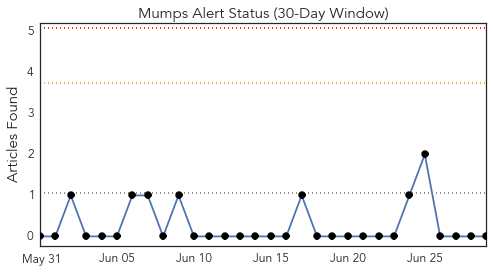 Mumps Alert Status (30-Day Window)
Articles Found
5
4
3
2
1
0
May 31
Jun 05
Jun 10
Jun 15
Jun 20
Jun 25